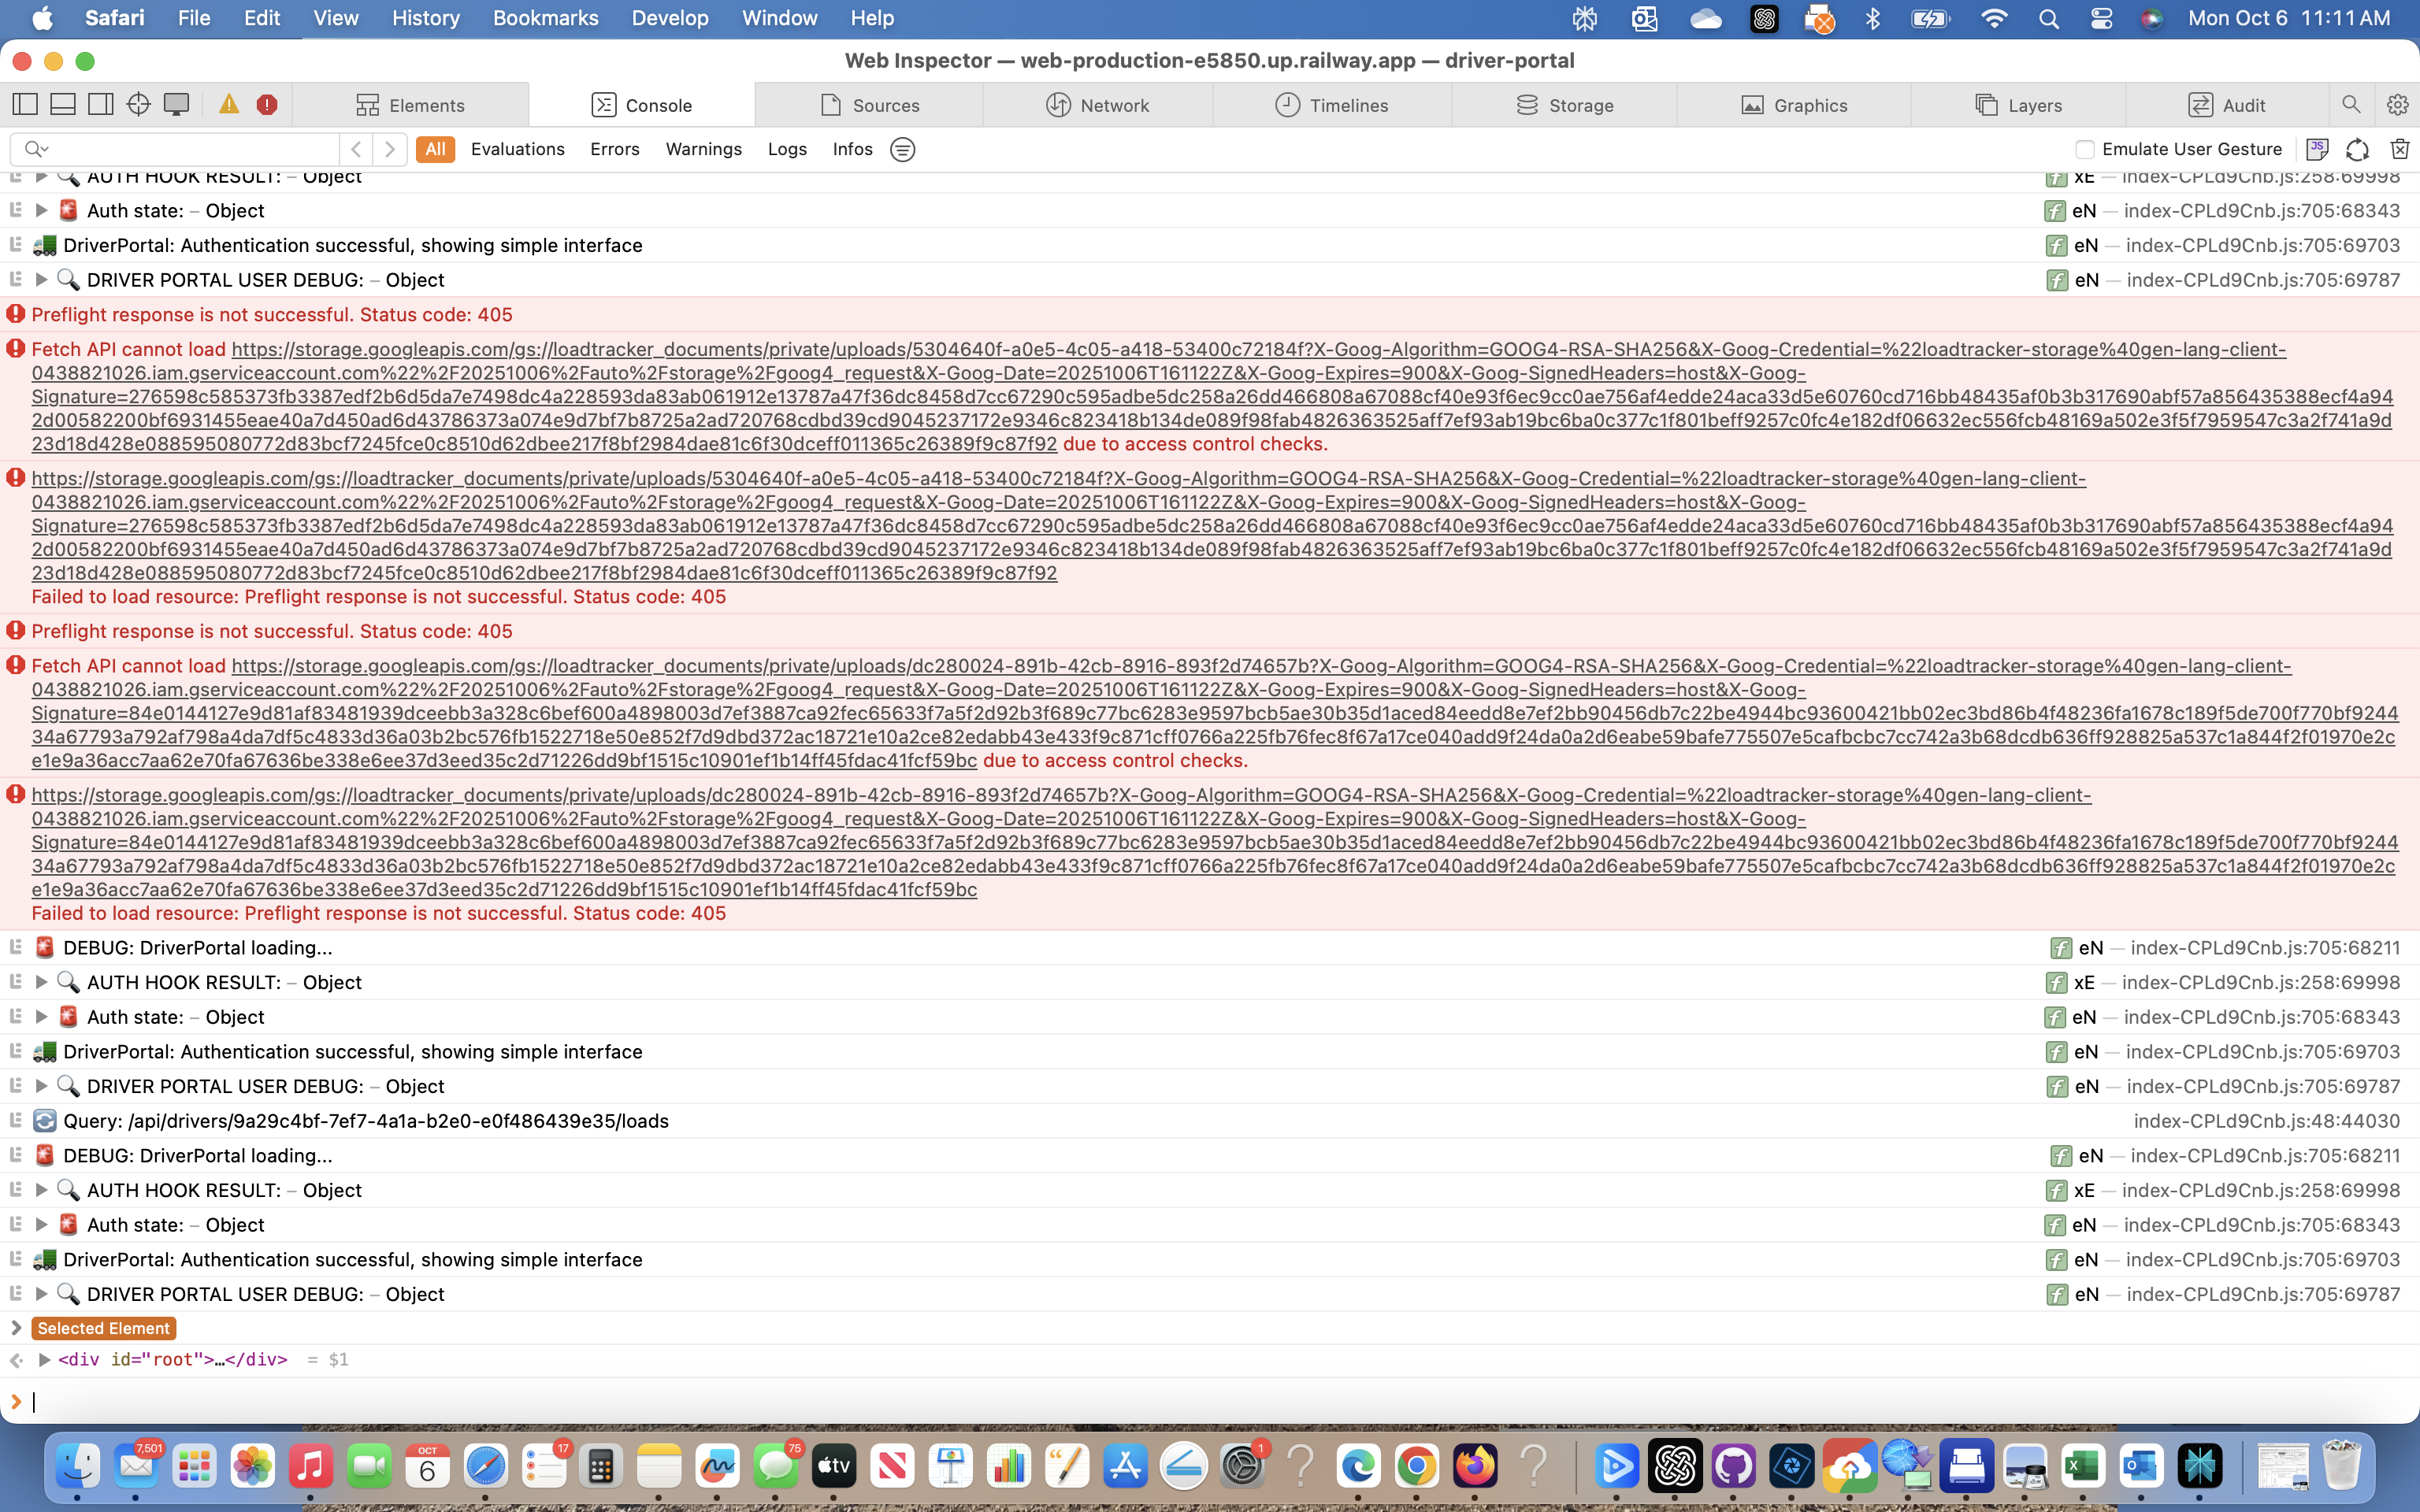 Safari File Edit View History Bookmarks Develop Window Help Mon Oct 6 11:11 AM
Web Inspector — web-production-e5850.up.railway.app — driver-portal
Elements Console Sources Network Timelines Storage Graphics Layers Audit
All Evaluations Errors Warnings Logs Infos Emulate User Gesture
AUTH HOOK RESULT: – Object xE — index-CPLd9Cnb.js:258:69998
Auth state: – Object eN — index-CPLd9Cnb.js:705:68343
DriverPortal: Authentication successful, showing simple interface eN — index-CPLd9Cnb.js:705:69703
DRIVER PORTAL USER DEBUG: – Object eN — index-CPLd9Cnb.js:705:69787
Preflight response is not successful. Status code: 405
Fetch API cannot load https://storage.googleapis.com/gs://loadtracker_documents/private/uploads/5304640f-a0e5-4c05-a418-53400c72184f?X-Goog-Algorithm=GOOG4-RSA-SHA256&X-Goog-Credential=%22loadtracker-storage%40gen-lang-client-
0438821026.iam.gserviceaccount.com%22%2F20251006%2Fauto%2Fstorage%2Fgoog4_request&X-Goog-Date=20251006T161122Z&X-Goog-Expires=900&X-Goog-SignedHeaders=host&X-Goog-
Signature=276598c585373fb3387edf2b6d5da7e7498dc4a228593da83ab061912e13787a47f36dc8458d7cc67290c595adbe5dc258a26dd466808a67088cf40e93f6ec9cc0ae756af4edde24aca33d5e60760cd716bb48435af0b3b317690abf57a856435388ecf4a94
2d00582200bf6931455eae40a7d450ad6d43786373a074e9d7bf7b8725a2ad720768cdbd39cd9045237172e9346c823418b134de089f98fab4826363525aff7ef93ab19bc6ba0c377c1f801beff9257c0fc4e182df06632ec556fcb48169a502e3f5f7959547c3a2f741a9d
23d18d428e088595080772d83bcf7245fce0c8510d62dbee217f8bf2984dae81c6f30dceff011365c26389f9c87f92 due to access control checks.
https://storage.googleapis.com/gs://loadtracker_documents/private/uploads/5304640f-a0e5-4c05-a418-53400c72184f?X-Goog-Algorithm=GOOG4-RSA-SHA256&X-Goog-Credential=%22loadtracker-storage%40gen-lang-client-
0438821026.iam.gserviceaccount.com%22%2F20251006%2Fauto%2Fstorage%2Fgoog4_request&X-Goog-Date=20251006T161122Z&X-Goog-Expires=900&X-Goog-SignedHeaders=host&X-Goog-
Signature=276598c585373fb3387edf2b6d5da7e7498dc4a228593da83ab061912e13787a47f36dc8458d7cc67290c595adbe5dc258a26dd466808a67088cf40e93f6ec9cc0ae756af4edde24aca33d5e60760cd716bb48435af0b3b317690abf57a856435388ecf4a94
2d00582200bf6931455eae40a7d450ad6d43786373a074e9d7bf7b8725a2ad720768cdbd39cd9045237172e9346c823418b134de089f98fab4826363525aff7ef93ab19bc6ba0c377c1f801beff9257c0fc4e182df06632ec556fcb48169a502e3f5f7959547c3a2f741a9d
23d18d428e088595080772d83bcf7245fce0c8510d62dbee217f8bf2984dae81c6f30dceff011365c26389f9c87f92
Failed to load resource: Preflight response is not successful. Status code: 405
Preflight response is not successful. Status code: 405
Fetch API cannot load https://storage.googleapis.com/gs://loadtracker_documents/private/uploads/dc280024-891b-42cb-8916-893f2d74657b?X-Goog-Algorithm=GOOG4-RSA-SHA256&X-Goog-Credential=%22loadtracker-storage%40gen-lang-client-
0438821026.iam.gserviceaccount.com%22%2F20251006%2Fauto%2Fstorage%2Fgoog4_request&X-Goog-Date=20251006T161122Z&X-Goog-Expires=900&X-Goog-SignedHeaders=host&X-Goog-
Signature=84e0144127e9d81af83481939dceebb3a328c6bef600a4898003d7ef3887ca92fec65633f7a5f2d92b3f689c77bc6283e9597bcb5ae30b35d1aced84eedd8e7ef2bb90456db7c22be4944bc93600421bb02ec3bd86b4f48236fa1678c189f5de700f770bf9244
34a67793a792af798a4da7df5c4833d36a03b2bc576fb1522718e50e852f7d9dbd372ac18721e10a2ce82edabb43e433f9c871cff0766a225fb76fec8f67a17ce040add9f24da0a2d6eabe59bafe775507e5cafbcbc7cc742a3b68dcdb636ff928825a537c1a844f2f01970e2c
e1e9a36acc7aa62e70fa67636be338e6ee37d3eed35c2d71226dd9bf1515c10901ef1b14ff45fdac41fcf59bc due to access control checks.
https://storage.googleapis.com/gs://loadtracker_documents/private/uploads/dc280024-891b-42cb-8916-893f2d74657b?X-Goog-Algorithm=GOOG4-RSA-SHA256&X-Goog-Credential=%22loadtracker-storage%40gen-lang-client-
0438821026.iam.gserviceaccount.com%22%2F20251006%2Fauto%2Fstorage%2Fgoog4_request&X-Goog-Date=20251006T161122Z&X-Goog-Expires=900&X-Goog-SignedHeaders=host&X-Goog-
Signature=84e0144127e9d81af83481939dceebb3a328c6bef600a4898003d7ef3887ca92fec65633f7a5f2d92b3f689c77bc6283e9597bcb5ae30b35d1aced84eedd8e7ef2bb90456db7c22be4944bc93600421bb02ec3bd86b4f48236fa1678c189f5de700f770bf9244
34a67793a792af798a4da7df5c4833d36a03b2bc576fb1522718e50e852f7d9dbd372ac18721e10a2ce82edabb43e433f9c871cff0766a225fb76fec8f67a17ce040add9f24da0a2d6eabe59bafe775507e5cafbcbc7cc742a3b68dcdb636ff928825a537c1a844f2f01970e2c
e1e9a36acc7aa62e70fa67636be338e6ee37d3eed35c2d71226dd9bf1515c10901ef1b14ff45fdac41fcf59bc
Failed to load resource: Preflight response is not successful. Status code: 405
DEBUG: DriverPortal loading... eN — index-CPLd9Cnb.js:705:68211
AUTH HOOK RESULT: – Object xE — index-CPLd9Cnb.js:258:69998
Auth state: – Object eN — index-CPLd9Cnb.js:705:68343
DriverPortal: Authentication successful, showing simple interface eN — index-CPLd9Cnb.js:705:69703
DRIVER PORTAL USER DEBUG: – Object eN — index-CPLd9Cnb.js:705:69787
Query: /api/drivers/9a29c4bf-7ef7-4a1a-b2e0-e0f486439e35/loads index-CPLd9Cnb.js:48:44030
DEBUG: DriverPortal loading... eN — index-CPLd9Cnb.js:705:68211
AUTH HOOK RESULT: – Object xE — index-CPLd9Cnb.js:258:69998
Auth state: – Object eN — index-CPLd9Cnb.js:705:68343
DriverPortal: Authentication successful, showing simple interface eN — index-CPLd9Cnb.js:705:69703
DRIVER PORTAL USER DEBUG: – Object eN — index-CPLd9Cnb.js:705:69787
Selected Element
<div id="root">…</div> = $1
7,501 OCT 6 17 75 tv 1